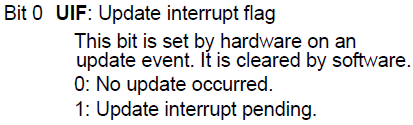 Bit 0 UIF: Update interrupt flag
This bit is set by hardware on an
update event. It is cleared by software.
0: No update occurred.
1: Update interrupt pending.